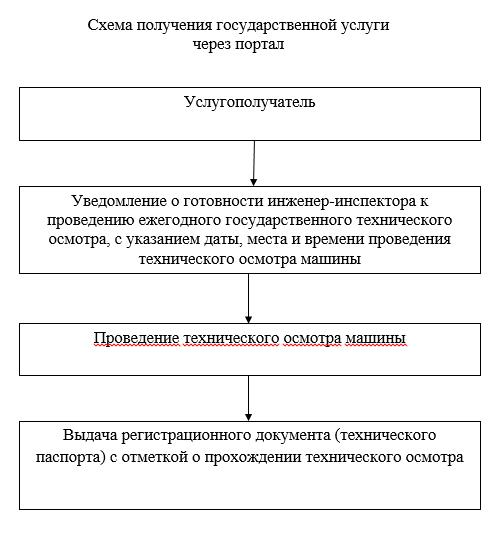 Схема получения государственной услуги
через портал
Услугополучатель
Уведомление о готовности инженер-инспектора к
проведению ежегодного государственного технического
осмотра, с указанием даты, места и времени проведения
технического осмотра машины
Проведение технического осмотра машины
Выдача регистрационного документа (технического
паспорта) с отметкой о прохождении технического осмотра